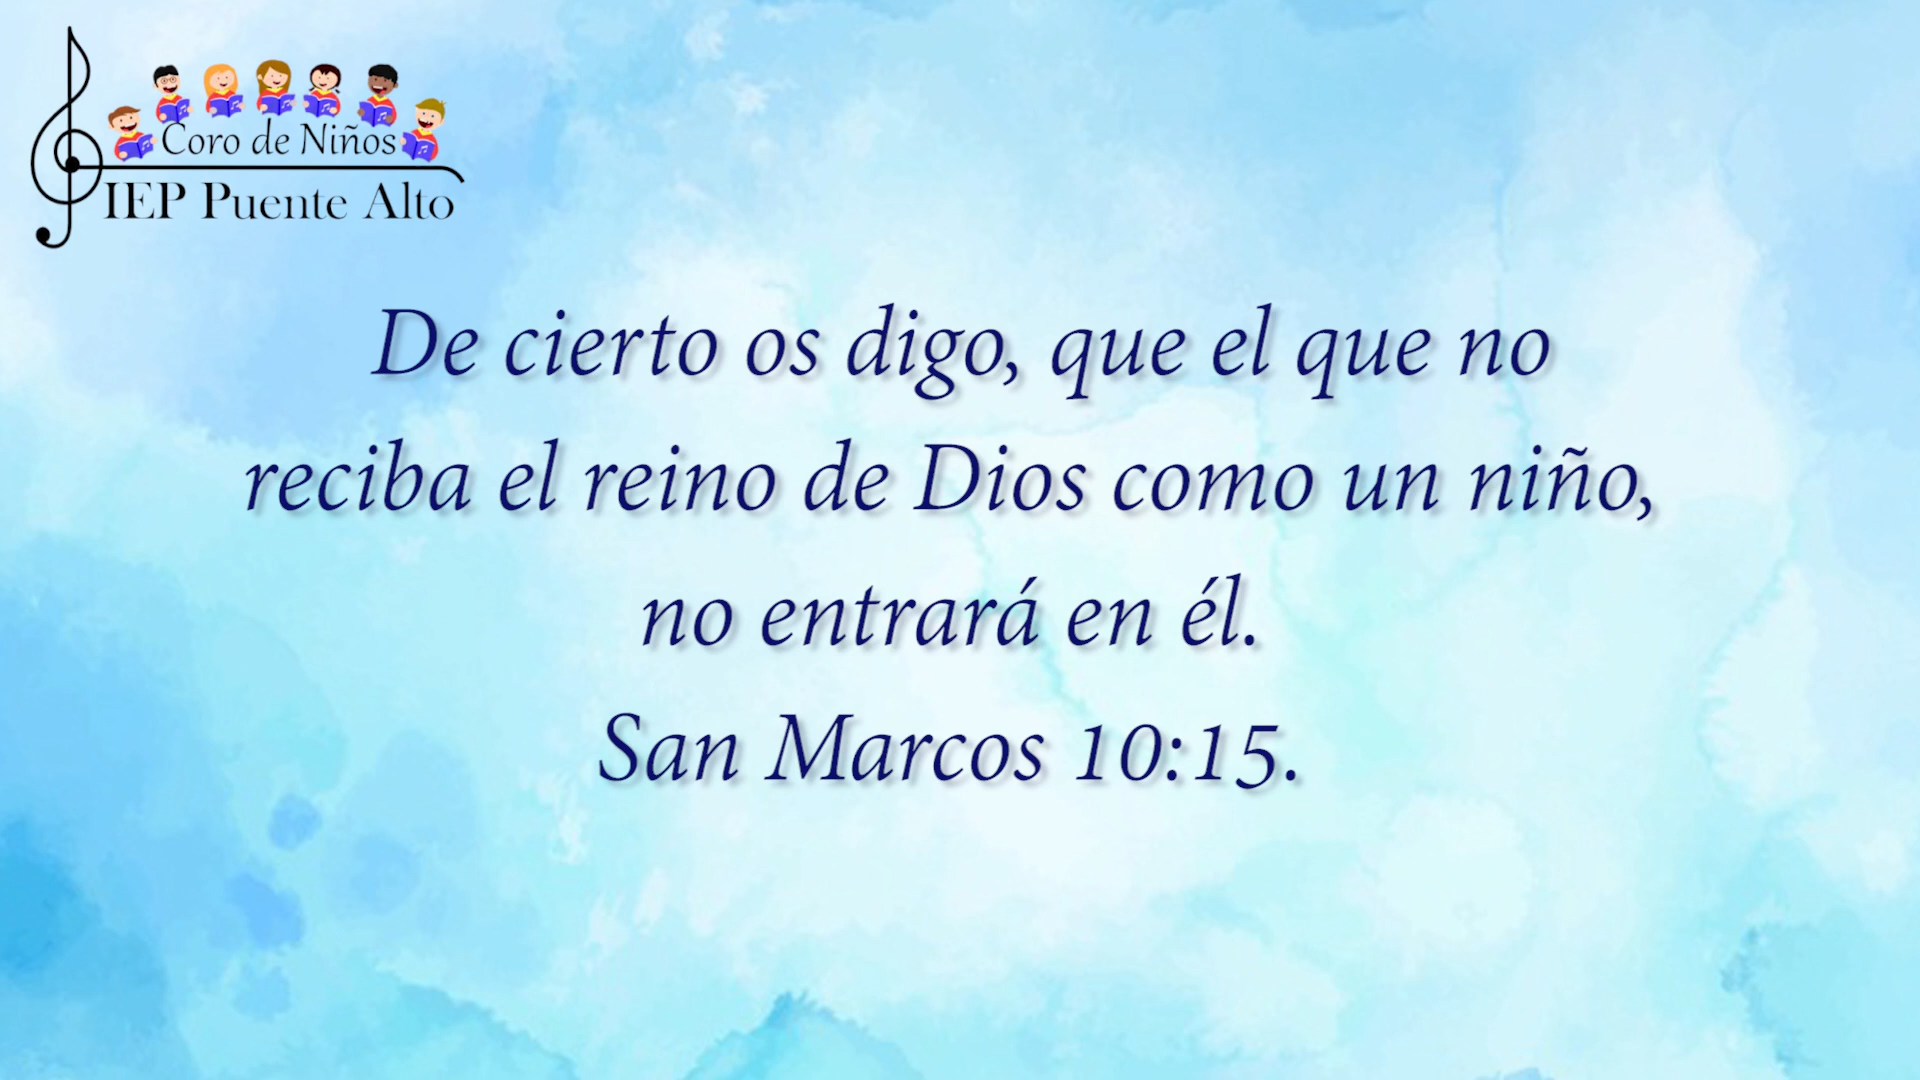 Coro de Niños
IEP Puente Alto
De cierto os digo, que el que no
reciba el reino de Dios como un niño,
no entrará en él.
San Marcos 10:15.